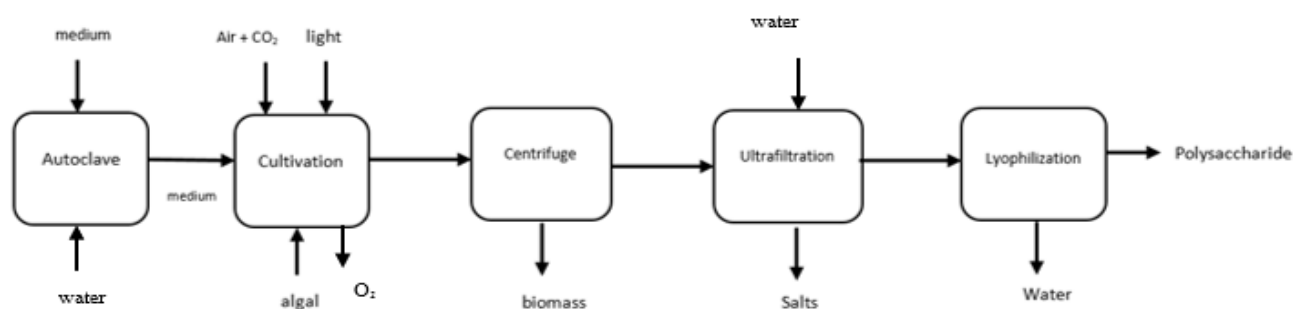 water
medium
Air + CO₂
light
Autoclave
Cultivation
Centrifuge
Ultrafiltration
Lyophilization
Polysaccharide
medium
water
algal
O₂
biomass
Salts
Water